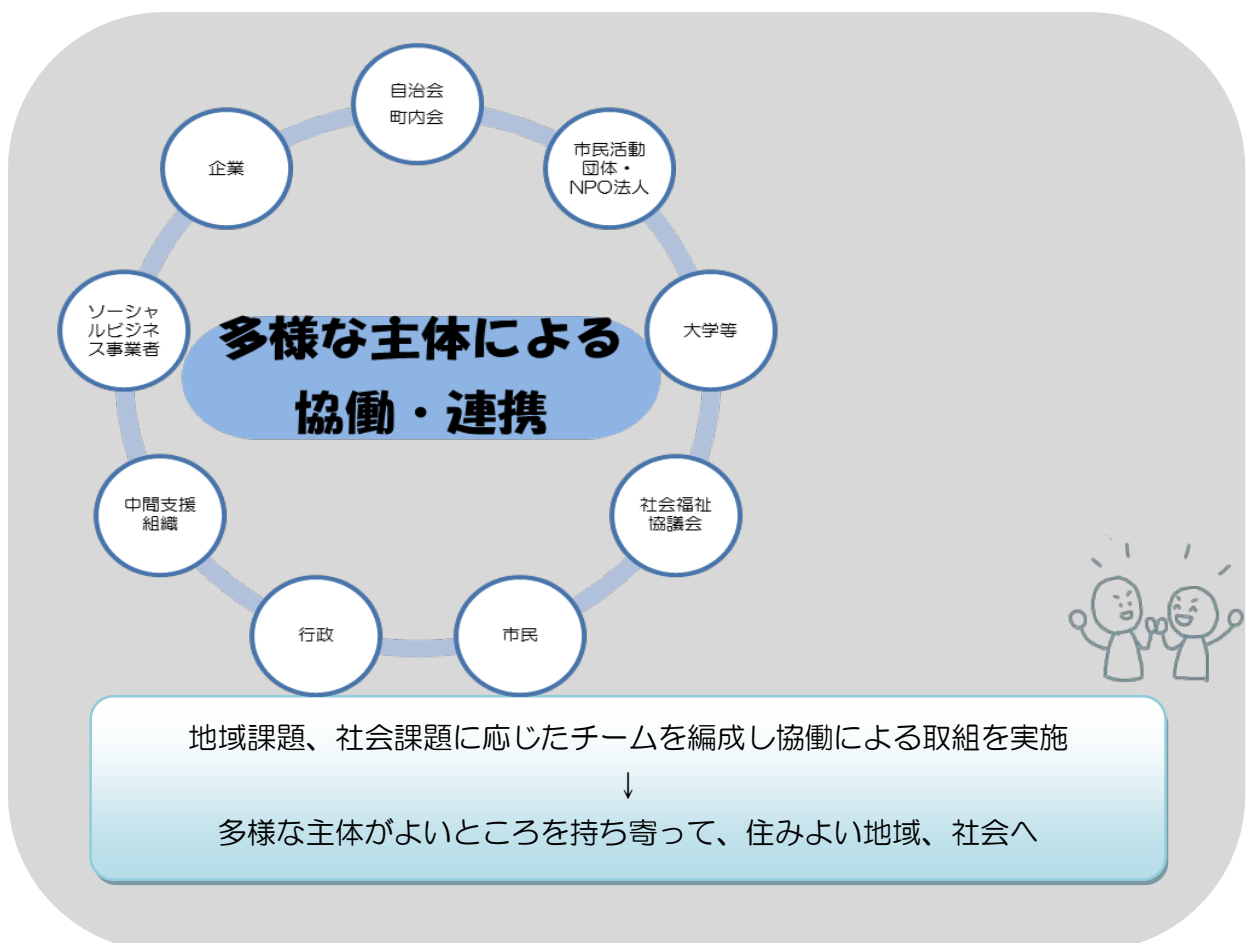 自治会
町内会
市民活動
団体・
NPO法人
大学等
社会福祉
協議会
市民
行政
中間支援
組織
ソーシャ
ルビジネ
ス事業者
企業
多様な主体による
協働・連携
地域課題、社会課題に応じたチームを編成し協働による取組を実施
↓
多様な主体がよいところを持ち寄って、住みよい地域、社会へ